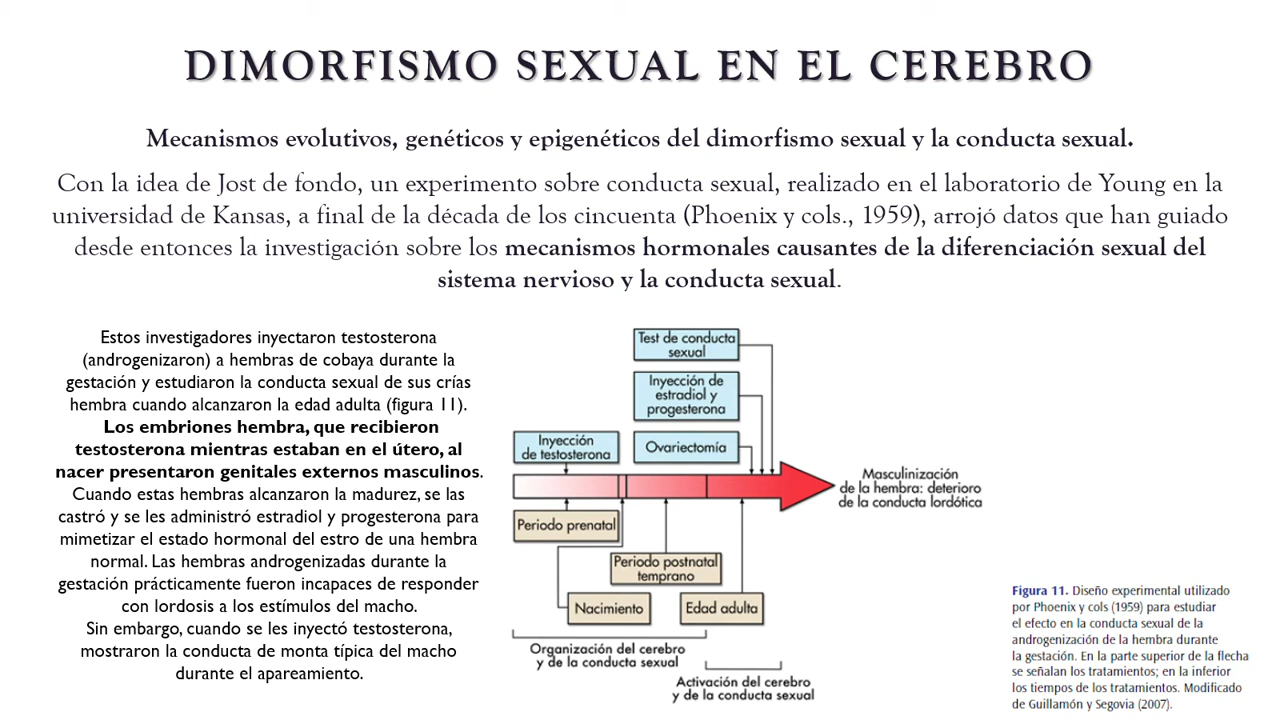 DIMORFISMO SEXUAL EN EL CEREBRO
Mecanismos evolutivos, genéticos y epigenéticos del dimorfismo sexual y la conducta sexual.
Con la idea de Jost de fondo, un experimento sobre conducta sexual, realizado en el laboratorio de Young en la
universidad de Kansas, a final de la década de los cincuenta (Phoenix y cols., 1959), arrojó datos que han guiado
desde entonces la investigación sobre los mecanismos hormonales causantes de la diferenciación sexual del
sistema nervioso y la conducta sexual.
Estos investigadores inyectaron testosterona
(androgenizaron) a hembras de cobaya durante la
gestación y estudiaron la conducta sexual de sus crías
hembra cuando alcanzaron la edad adulta (figura 11).
Los embriones hembra, que recibieron
testosterona mientras estaban en el útero, al
nacer presentaron genitales externos masculinos.
Cuando estas hembras alcanzaron la madurez, se las
castró y se les administró estradiol y progesterona para
mimetizar el estado hormonal del estro de una hembra
normal. Las hembras androgenizadas durante la
gestación prácticamente fueron incapaces de responder
con lordosis a los estímulos del macho.
Sin embargo, cuando se les inyectó testosterona,
mostraron la conducta de monta típica del macho
durante el apareamiento.
Test de conducta
sexual
Inyección de
estradiol y
progesterona
Inyección
de testosterona
Ovariectomía
Masculinización
de la hembra: deterioro
de la conducta lordótica
Periodo prenatal
Periodo postnatal
temprano
Nacimiento
Edad adulta
Organización del cerebro
y de la conducta sexual
Activación del cerebro
y de la conducta sexual
Figura 11. Diseño experimental utilizado
por Phoenix y cols (1959) para estudiar
el efecto en la conducta sexual de la
androgenización de la hembra durante
la gestación. En la parte superior de la flecha
se señalan los tratamientos; en la inferior
los tiempos de los tratamientos. Modificado
de Guillamón y Segovia (2007).